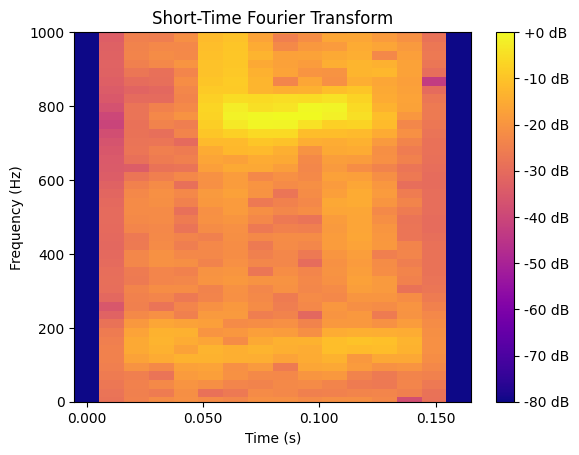 Short-Time Fourier Transform
1000
800
600
400
200
0
Frequency (Hz)
0.000
0.050
0.100
0.150
Time (s)
+0 dB
-10 dB
-20 dB
-30 dB
-40 dB
-50 dB
-60 dB
-70 dB
-80 dB